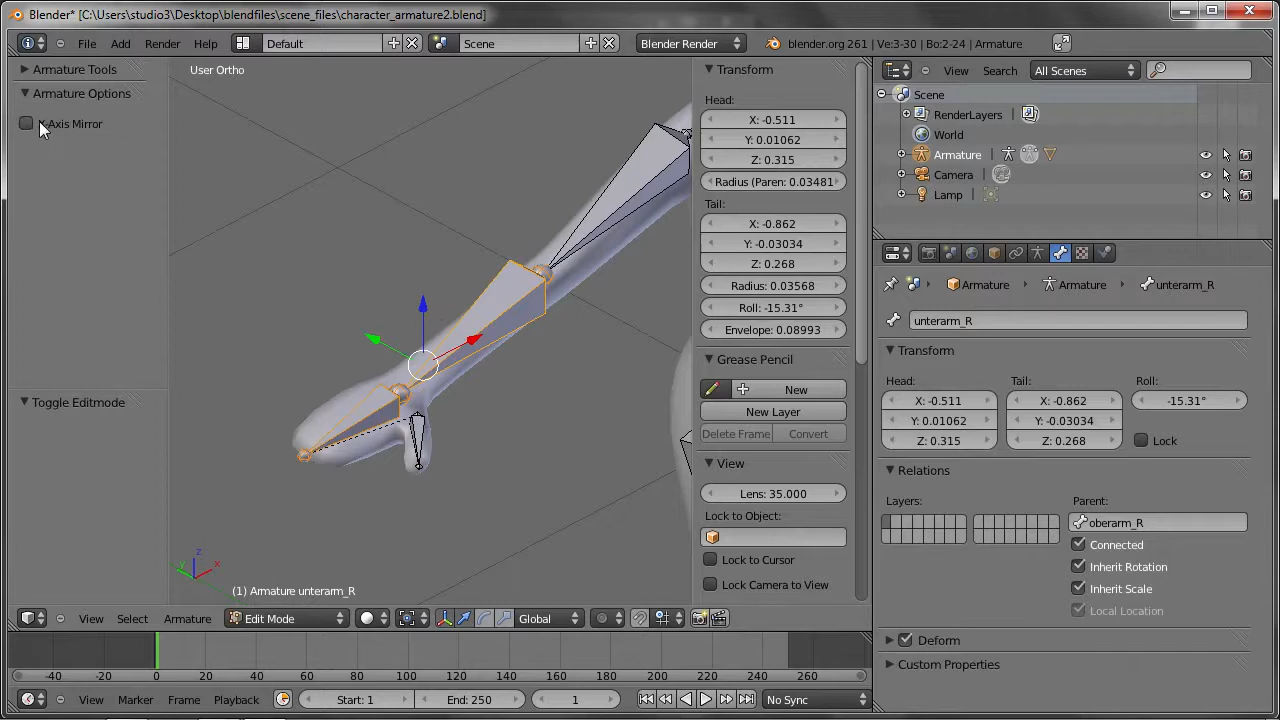 Blender* [C:\Users\studio3\Desktop\blendfiles\scene_files\character_armature2.blend]
File Add Render Help Default Scene Blender Render blender.org 261 | Ve:3-30 | Bo:2-24 | Armature
Armature Tools
Armature Options
Axis Mirror
Toggle Editmode
User Ortho
z
x
y
(1) Armature unterarm_R
Transform
Head:
X: -0.511
Y: 0.01062
Z: 0.315
Radius (Paren: 0.03481
Tail:
X: -0.862
Y: -0.03034
Z: 0.268
Radius: 0.03568
Roll: -15.31°
Envelope: 0.08993
Grease Pencil
New
New Layer
Delete Frame Convert
View
Lens: 35.000
Lock to Object:
Lock to Cursor
Lock Camera to View
View Select Armature Edit Mode Global
-40 -20 0 20 40 60 80 100 120 140 160 180 200 220 240 260
View Marker Frame Playback Start: 1 End: 250 1 No Sync
View Search All Scenes
Scene
RenderLayers
World
Armature
Camera
Lamp
Armature Armature unterarm_R
unterarm_R
Transform
Head: Tail: Roll:
X: -0.511 X: -0.862 -15.31°
Y: 0.01062 Y: -0.03034
Z: 0.315 Z: 0.268 Lock
Relations
Layers: Parent:
oberarm_R
Connected
Inherit Rotation
Inherit Scale
Local Location
Deform
Custom Properties